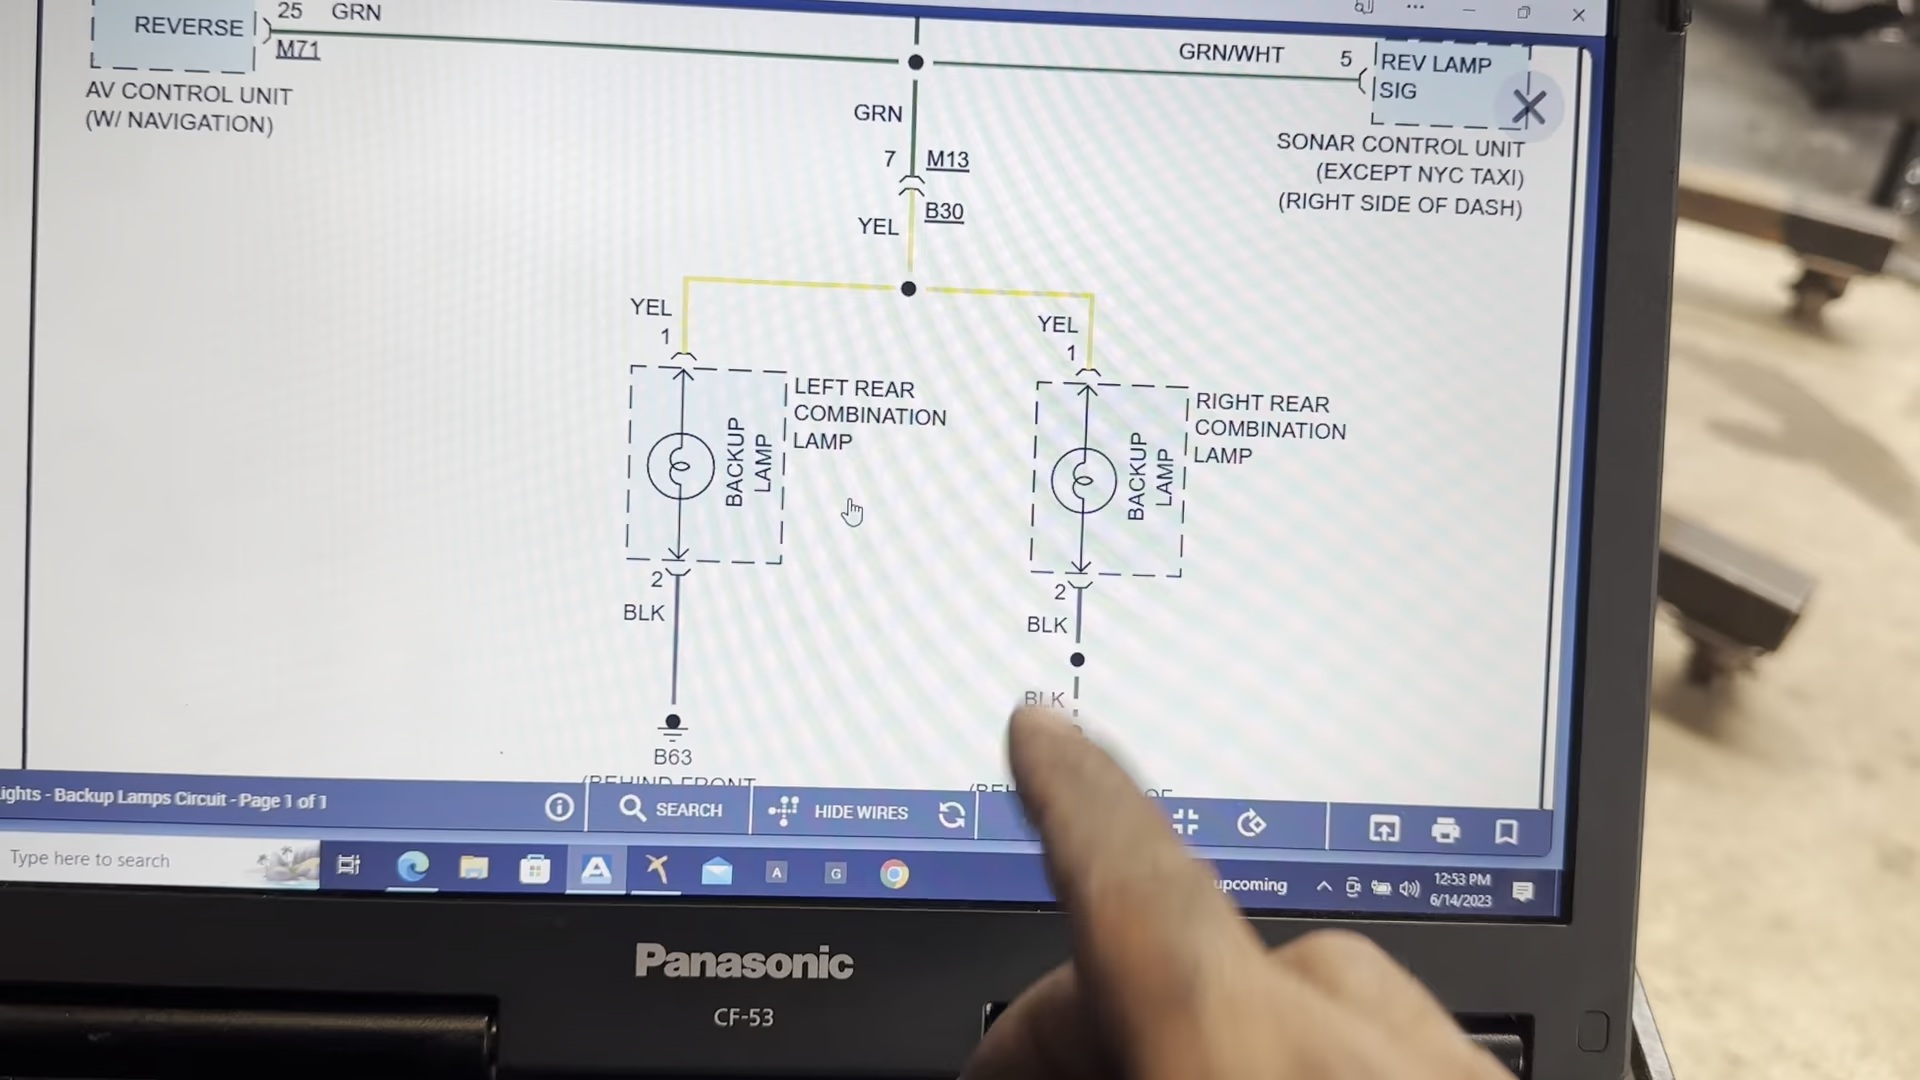 REVERSE
25 GRN
M71
AV CONTROL UNIT
(W/ NAVIGATION)
GRN/WHT 5
REV LAMP
SIG
SONAR CONTROL UNIT
(EXCEPT NYC TAXI)
(RIGHT SIDE OF DASH)
GRN
7 M13
B30
YEL
YEL
1
YEL
1
LEFT REAR
COMBINATION
LAMP
BACKUP
LAMP
RIGHT REAR
COMBINATION
LAMP
BACKUP
LAMP
2
BLK
2
BLK
BLK
B63
(BEHIND FRONT
OF
ights - Backup Lamps Circuit - Page 1 of 1
SEARCH
HIDE WIRES
Type here to search
A
G
upcoming
12:53 PM
6/14/2023
Panasonic
CF-53